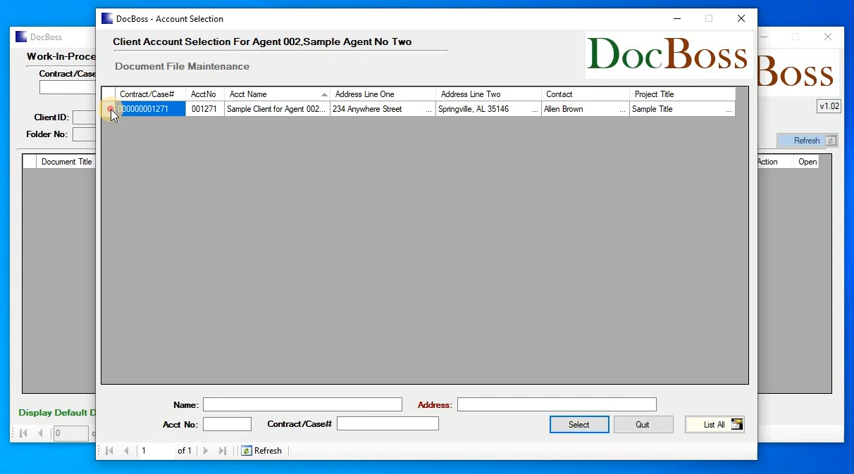 DocBoss
Work-In-Proce
Contract/Case
ClientID:
Folder No:
Document Title
Display Default D
0
DocBoss - Account Selection
Client Account Selection For Agent 002,Sample Agent No Two
Document File Maintenance
DocBoss
Contract/Case# AcctNo Acct Name Address Line One Address Line Two Contact Project Title
000000001271 001271 Sample Client for Agent 002... 234 Anywhere Street ... Springville, AL 35146 ... Allen Brown ... Sample Title ...
Name: Address:
Acct No: Contract/Case# Select Quit List All
1 of 1 Refresh
Boss
v1.02
Refresh
Action Open